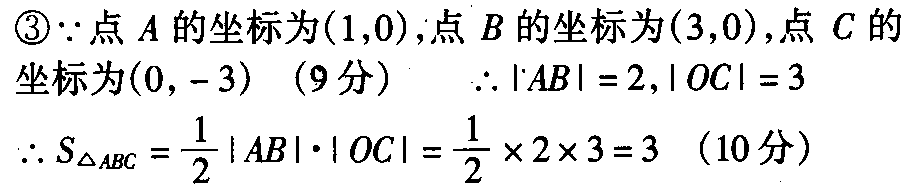 ③∵点 A 的坐标为(1,0),点 B 的坐标为(3,0),点 C 的
坐标为(0,-3) (9分) ∴|AB|=2,|OC|=3
∴S△ABC=1/2|AB|·|OC|=1/2×2×3=3 (10分)